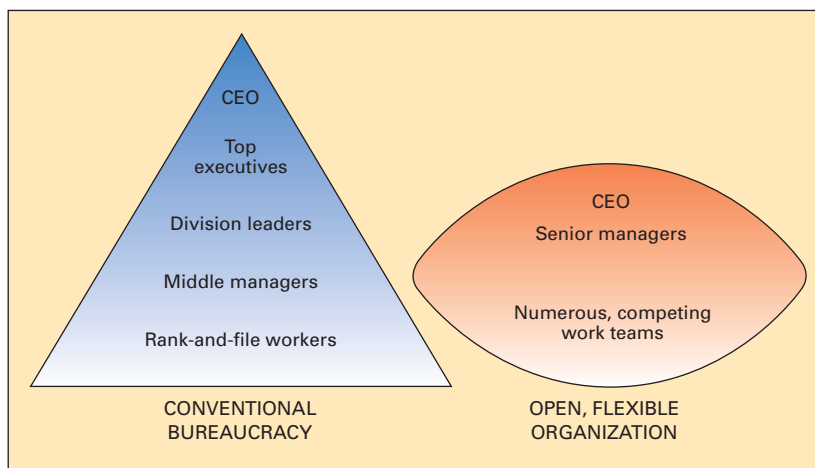 CEO
Top
executives
Division leaders
Middle managers
Rank-and-file workers
CONVENTIONAL
BUREAUCRACY
CEO
Senior managers
Numerous, competing
work teams
OPEN, FLEXIBLE
ORGANIZATION